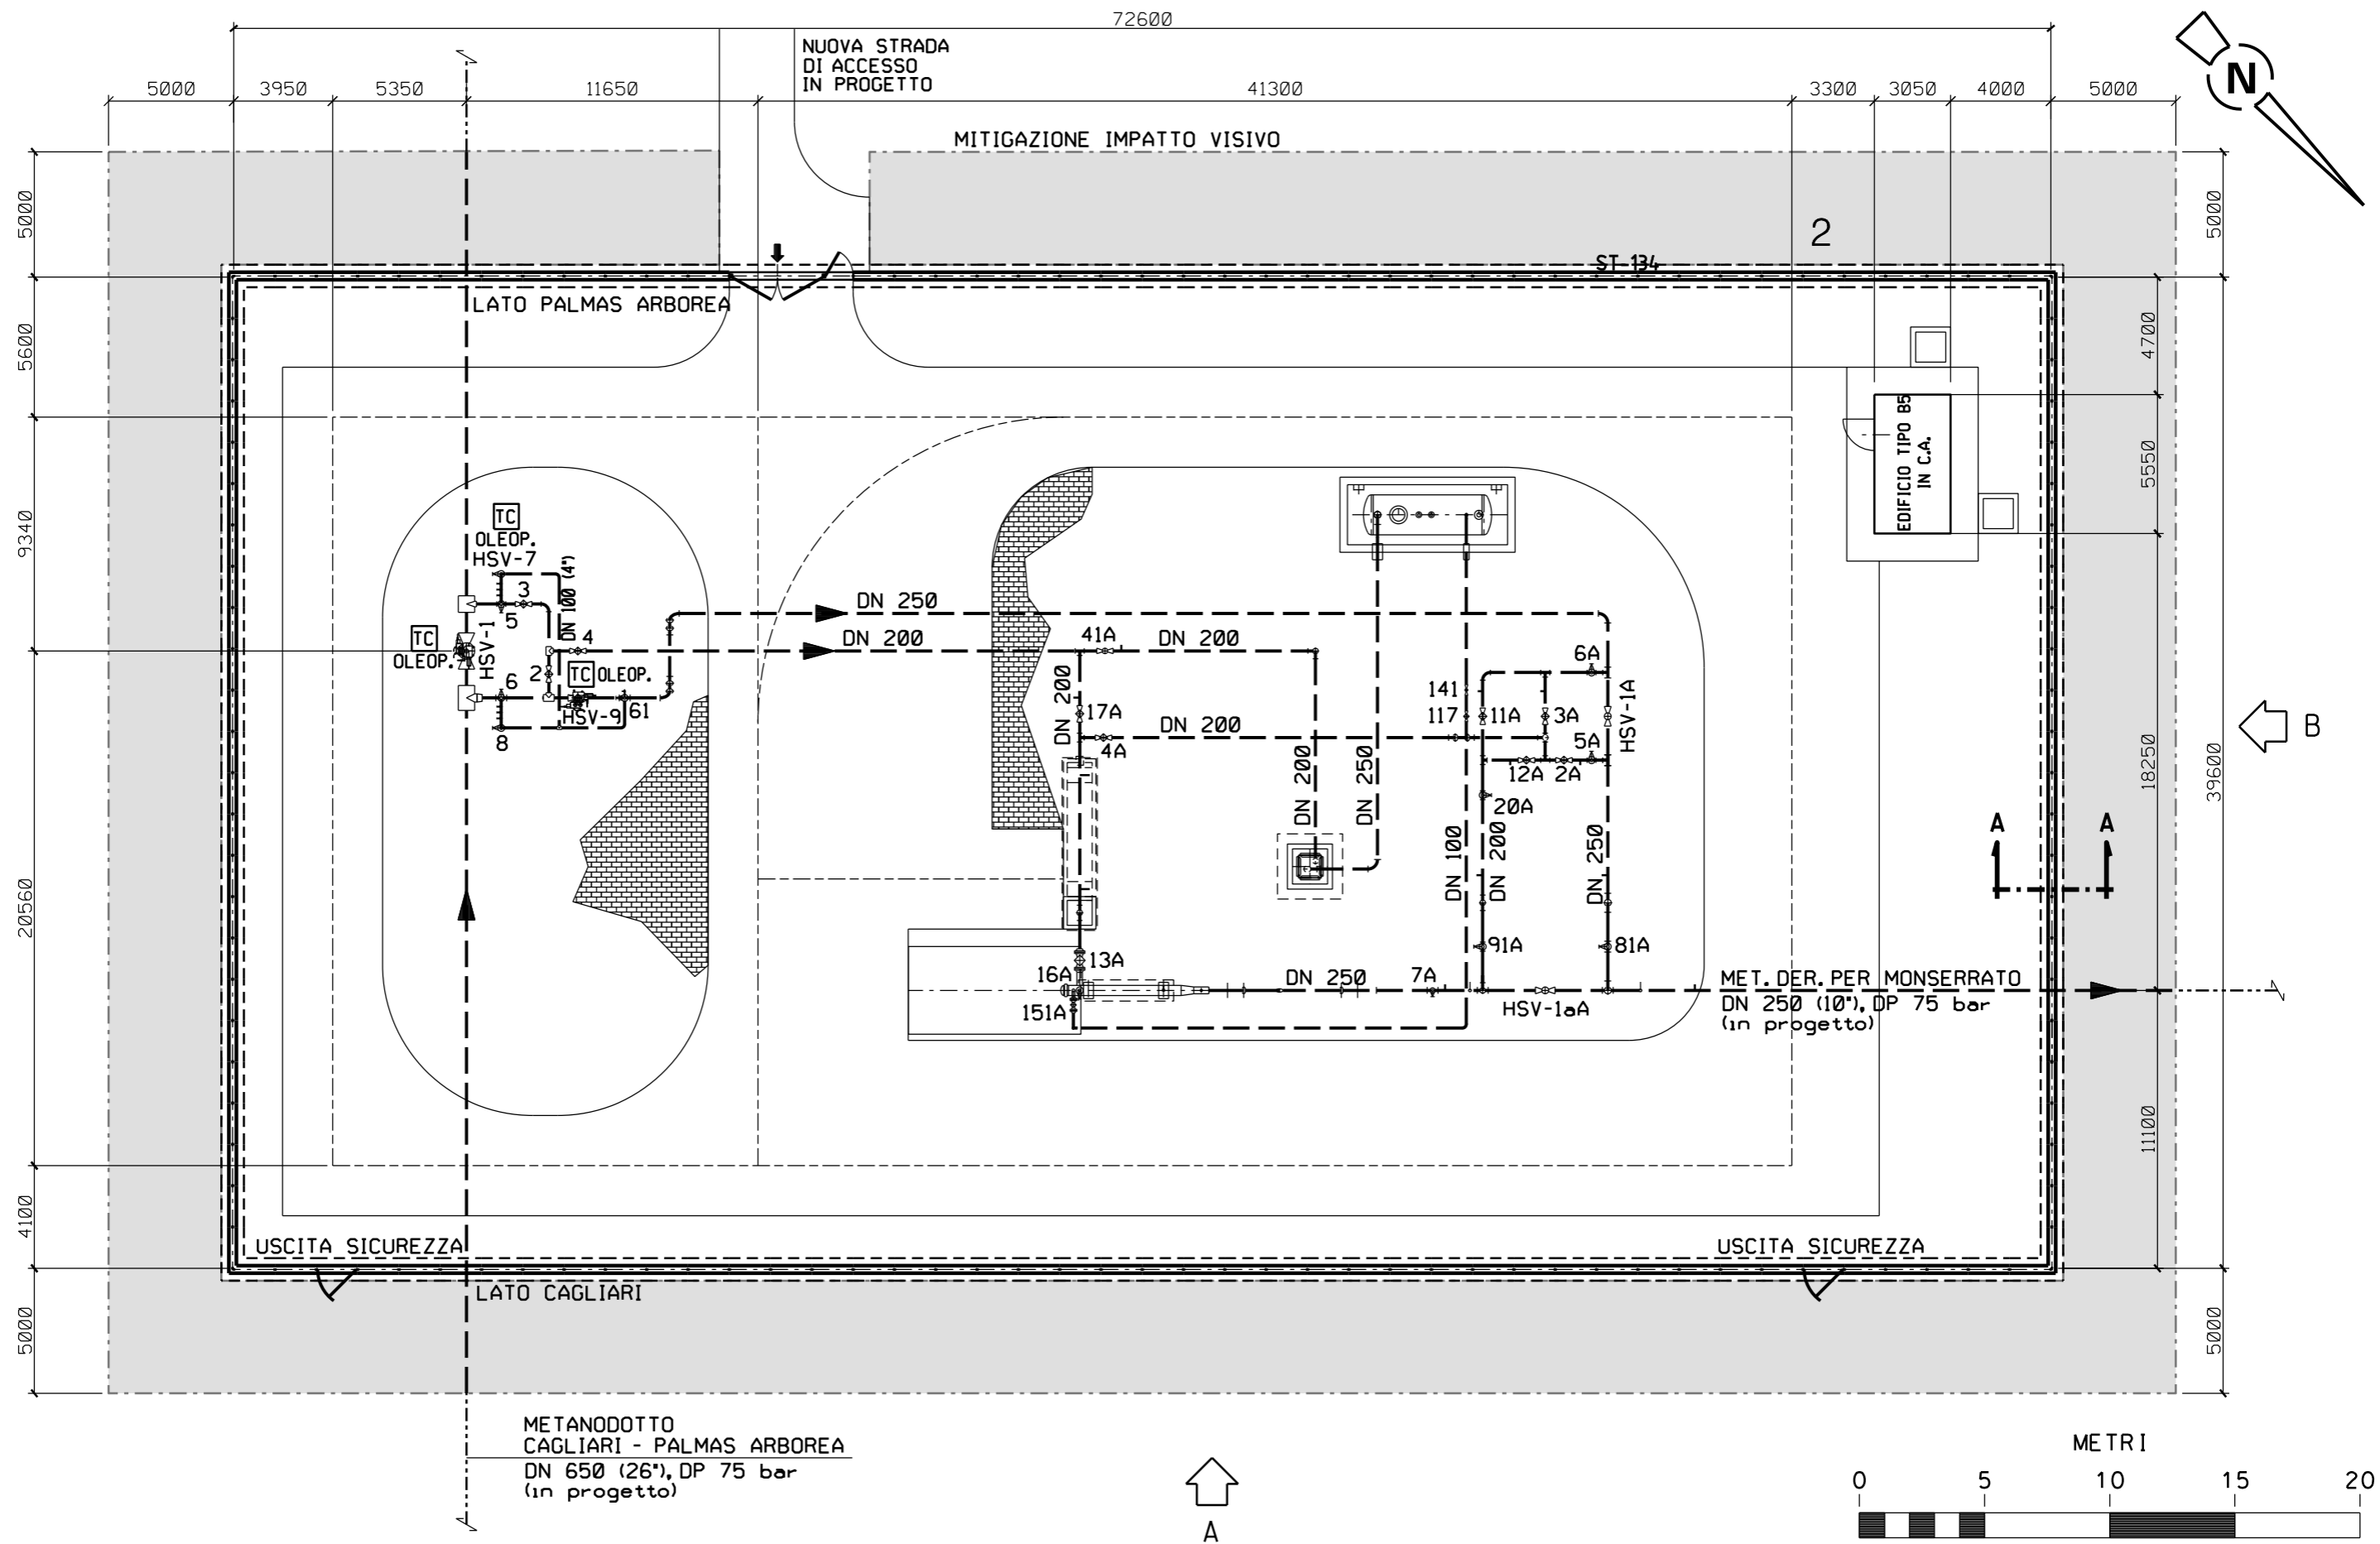 72600
NUOVA STRADA
DI ACCESSO
IN PROGETTO
N
5000
3950
5350
11650
41300
3300
3050
4000
5000
MITIGAZIONE IMPATTO VISIVO
5000
5000
2
ST-134
LATO PALMAS ARBOREA
5600
4700
EDIFICIO TIPO B5
IN C.A.
5550
9340
TC
OLEOP.
HSV-7
DN 100 (4")
3
5
TC
OLEOP.
HSV-1
4
2
TC
OLEOP.
6
HSV-9
61
8
DN 250
DN 200
41A
DN 200
DN 200
17A
DN 200
4A
141
117
11A
3A
6A
5A
HSV-1A
12A
2A
20A
DN 200
DN 250
DN 100
DN 200
DN 250
B
18250
39600
A
A
20560
91A
81A
13A
16A
151A
DN 250
7A
HSV-1aA
MET.DER.PER MONSERRATO
DN 250 (10"),DP 75 bar
(in progetto)
11100
4100
USCITA SICUREZZA
USCITA SICUREZZA
LATO CAGLIARI
5000
5000
METANODOTTO
CAGLIARI - PALMAS ARBOREA
DN 650 (26"),DP 75 bar
(in progetto)
A
METRI
0
5
10
15
20